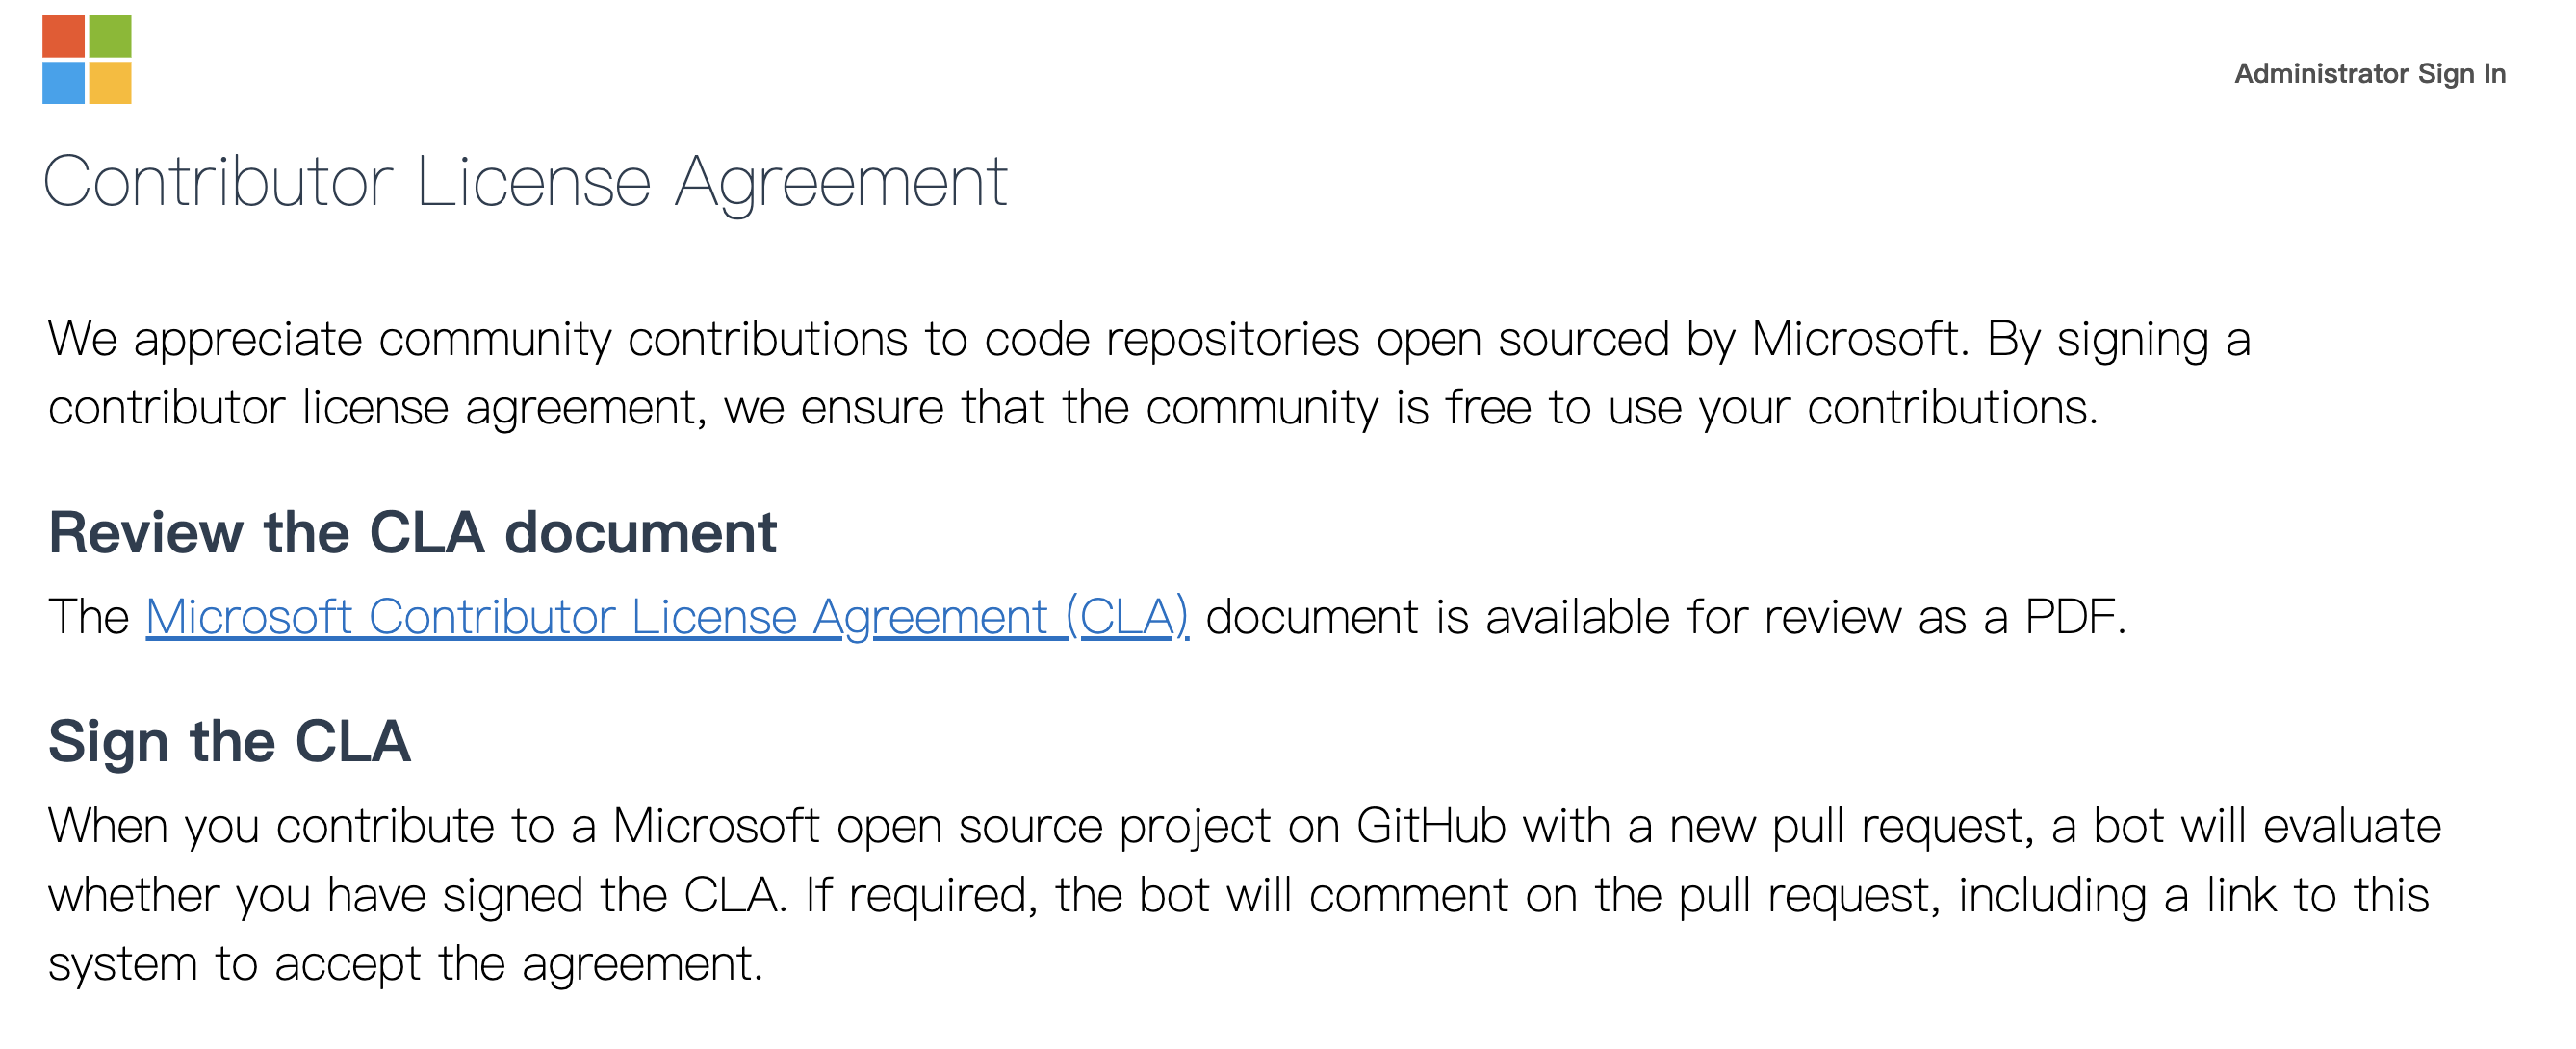 Administrator Sign In
Contributor License Agreement
We appreciate community contributions to code repositories open sourced by Microsoft. By signing a
contributor license agreement, we ensure that the community is free to use your contributions.
Review the CLA document
The Microsoft Contributor License Agreement (CLA) document is available for review as a PDF.
Sign the CLA
When you contribute to a Microsoft open source project on GitHub with a new pull request, a bot will evaluate
whether you have signed the CLA. If required, the bot will comment on the pull request, including a link to this
system to accept the agreement.